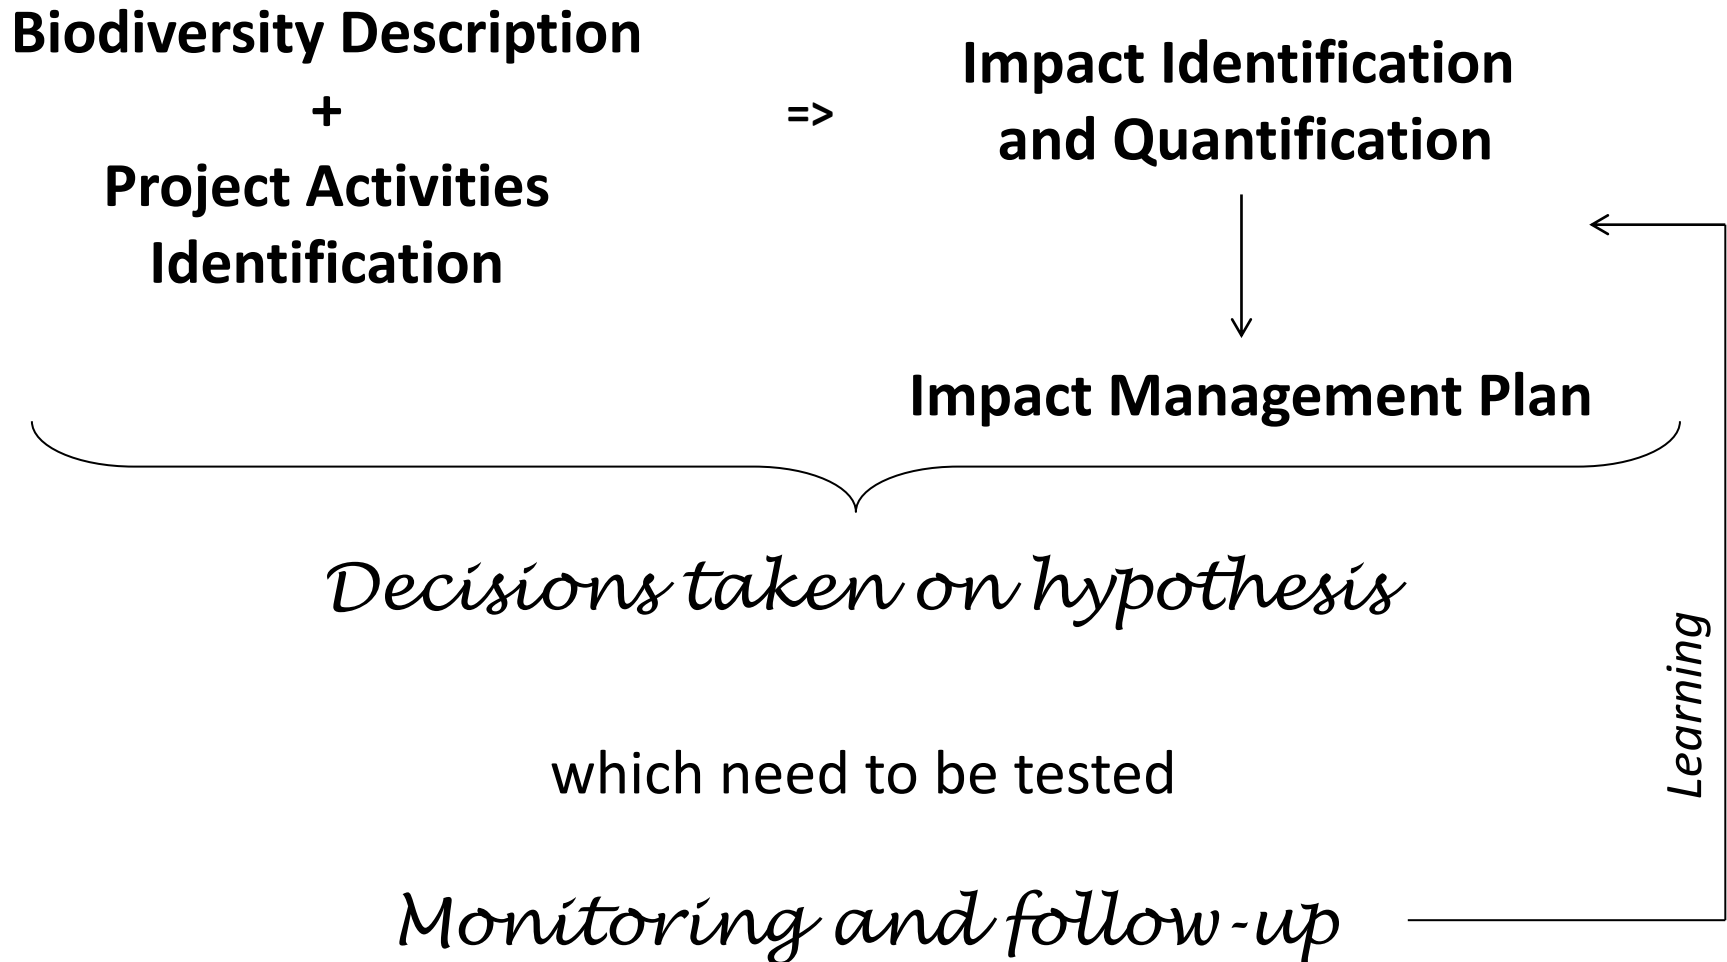 Biodiversity Description
+
Project Activities
Identification
=>
Impact Identification
and Quantification
Impact Management Plan
Decisions taken on hypothesis
which need to be tested
Monitoring and follow-up
Learning